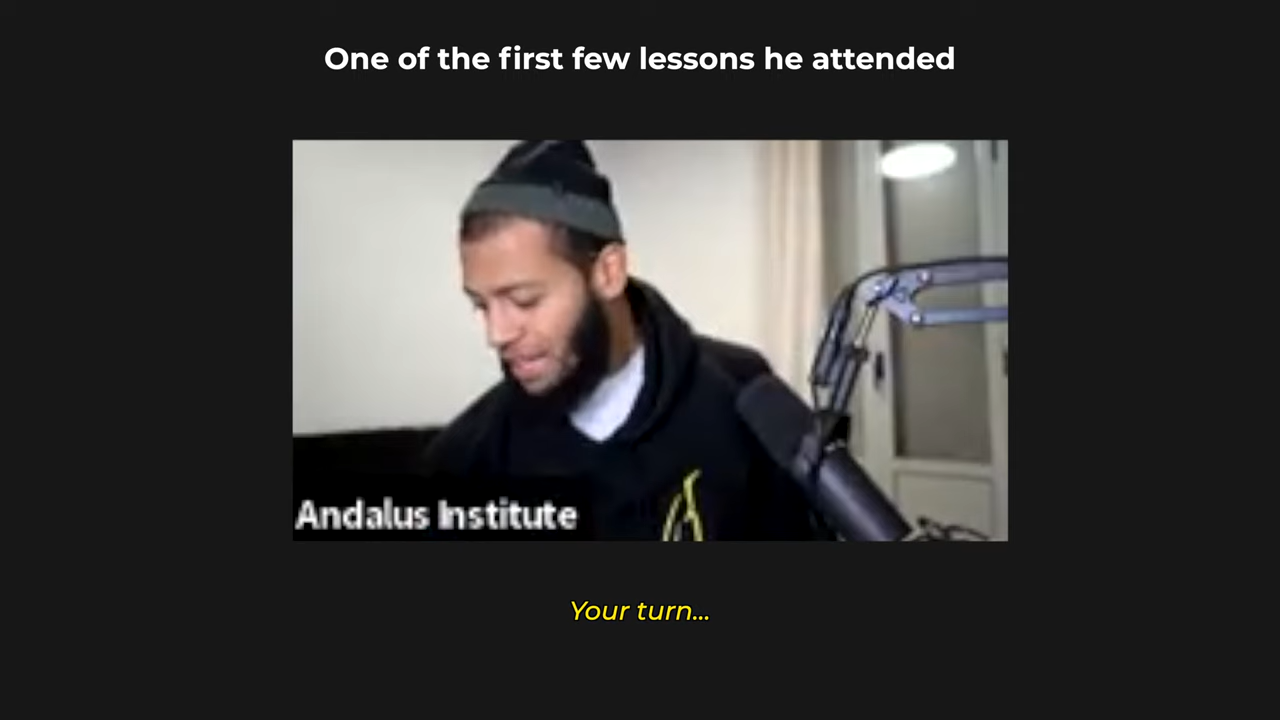 One of the first few lessons he attended
Andalus Institute
Your turn...